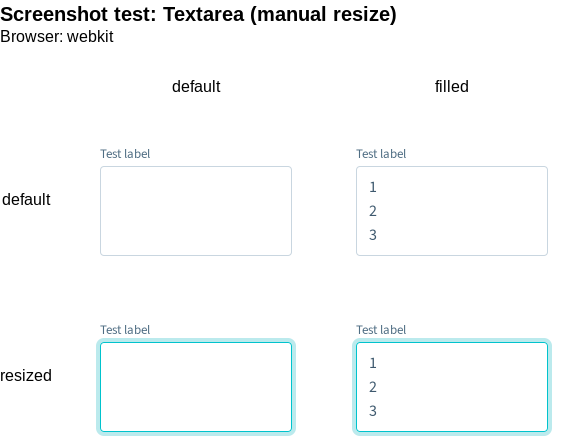 Screenshot test: Textarea (manual resize)
Browser: webkit
default filled
Test label Test label
default
1
2
3
Test label Test label
resized
1
2
3